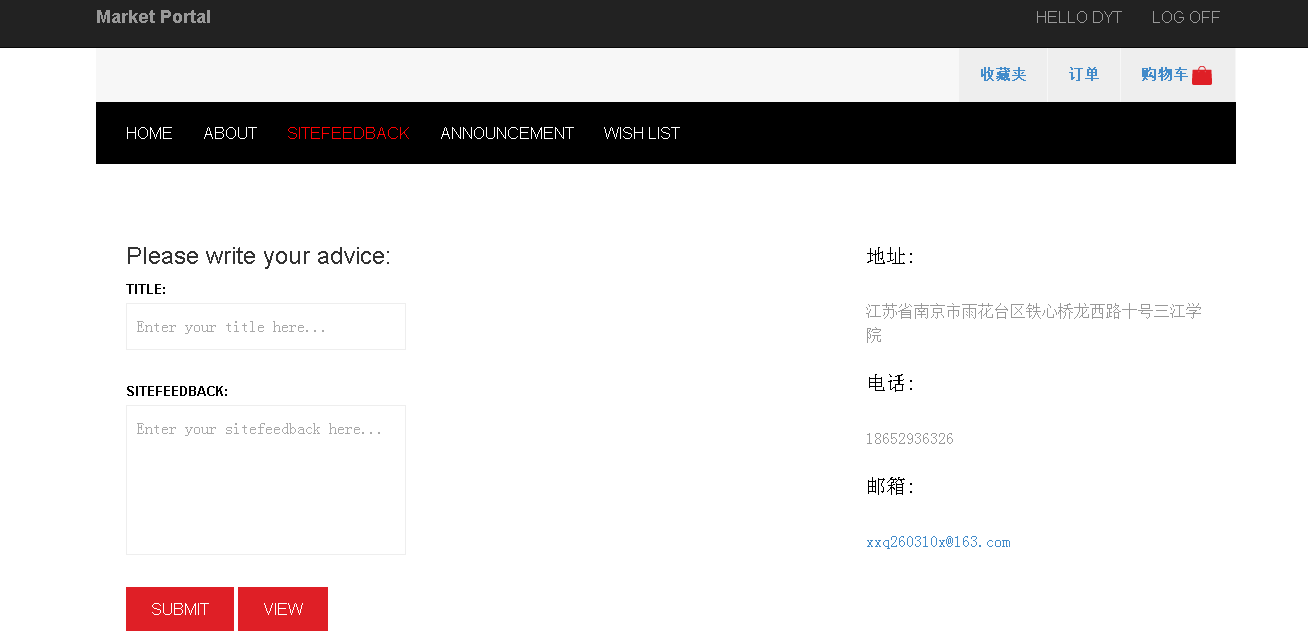 Market Portal
HELLO DYT
LOG OFF
收藏夹
订单
购物车
HOME
ABOUT
SITEFEEDBACK
ANNOUNCEMENT
WISH LIST
Please write your advice:
TITLE:
Enter your title here...
SITEFEEDBACK:
Enter your sitefeedback here...
SUBMIT
VIEW
地址:
江苏省南京市雨花台区铁心桥龙西路十号三江学
院
电话:
18652936326
邮箱:
xxq260310x@163.com